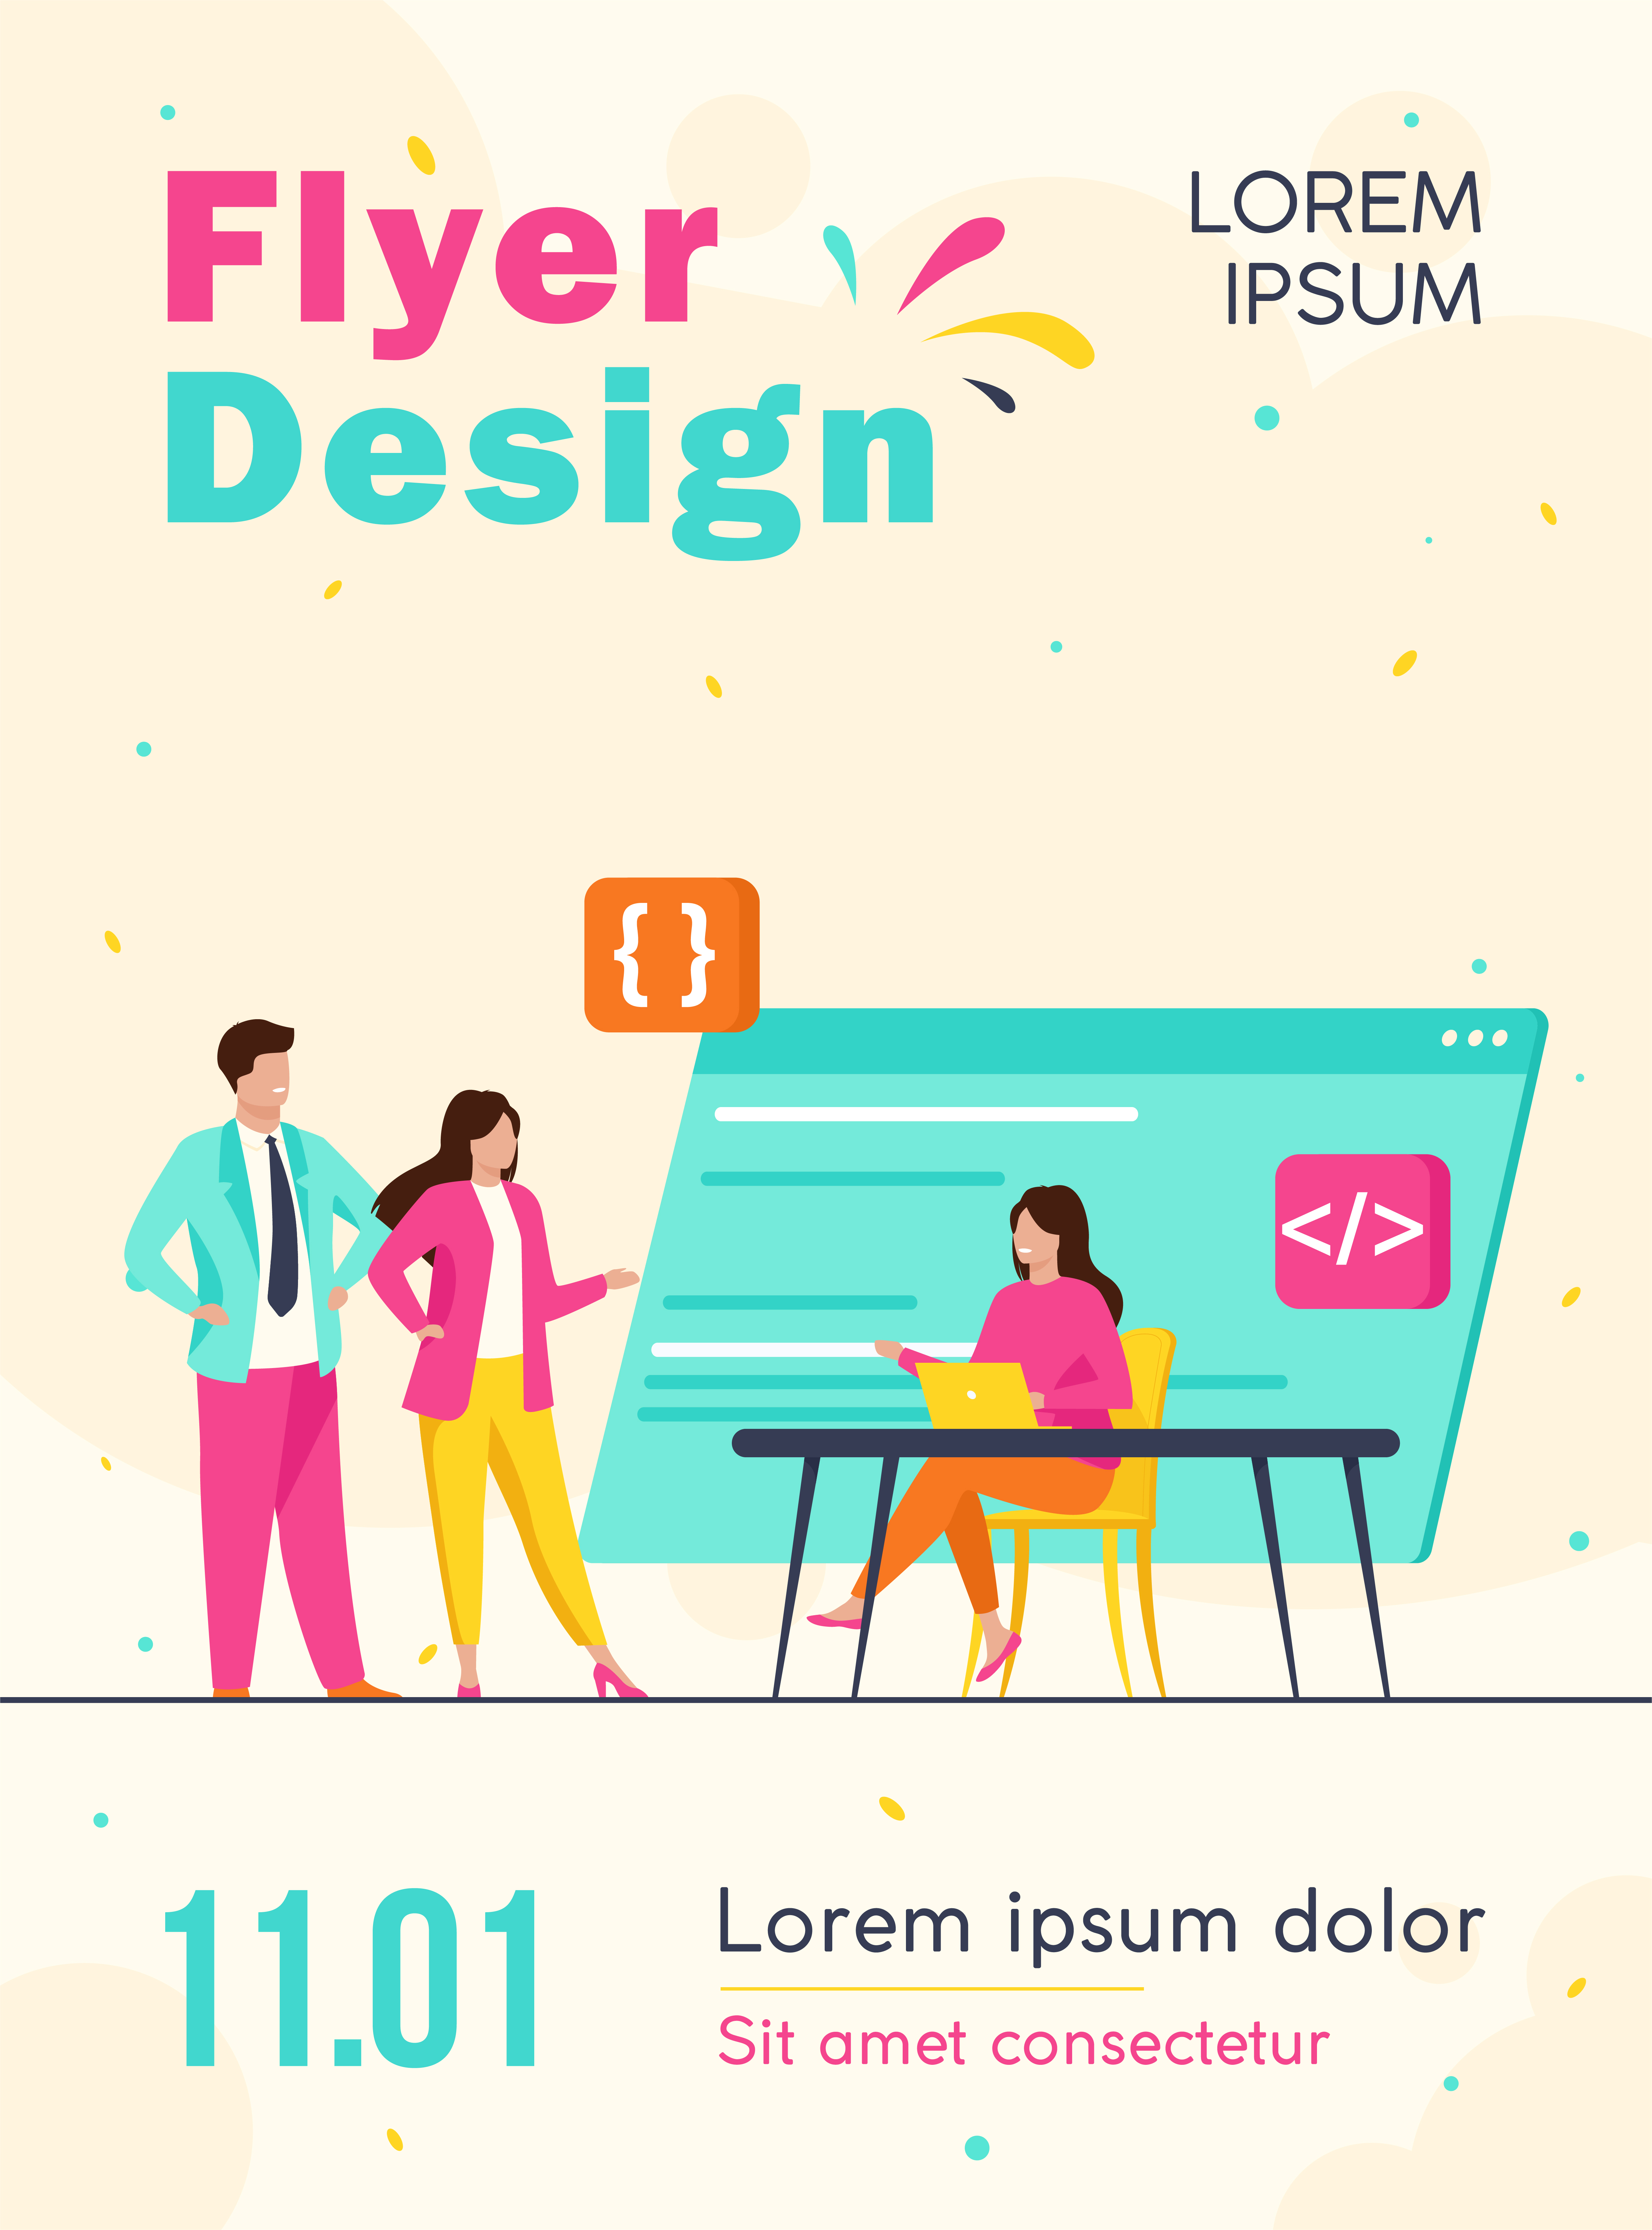 Flyer
Design
LOREM
IPSUM
{ }
</>
11.01
Lorem ipsum dolor
Sit amet consectetur